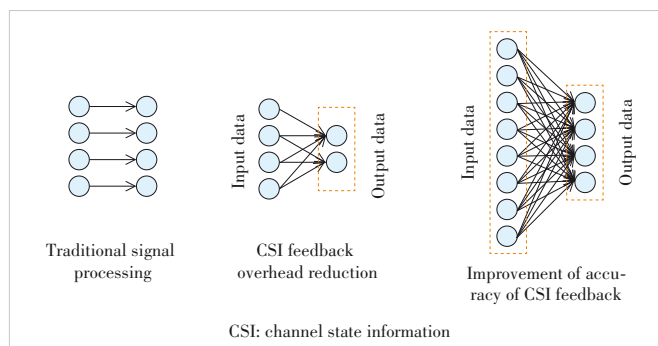 Input data
Output data
Input data
Output data
Traditional signal
processing
CSI feedback
overhead reduction
Improvement of accu-
racy of CSI feedback
CSI: channel state information